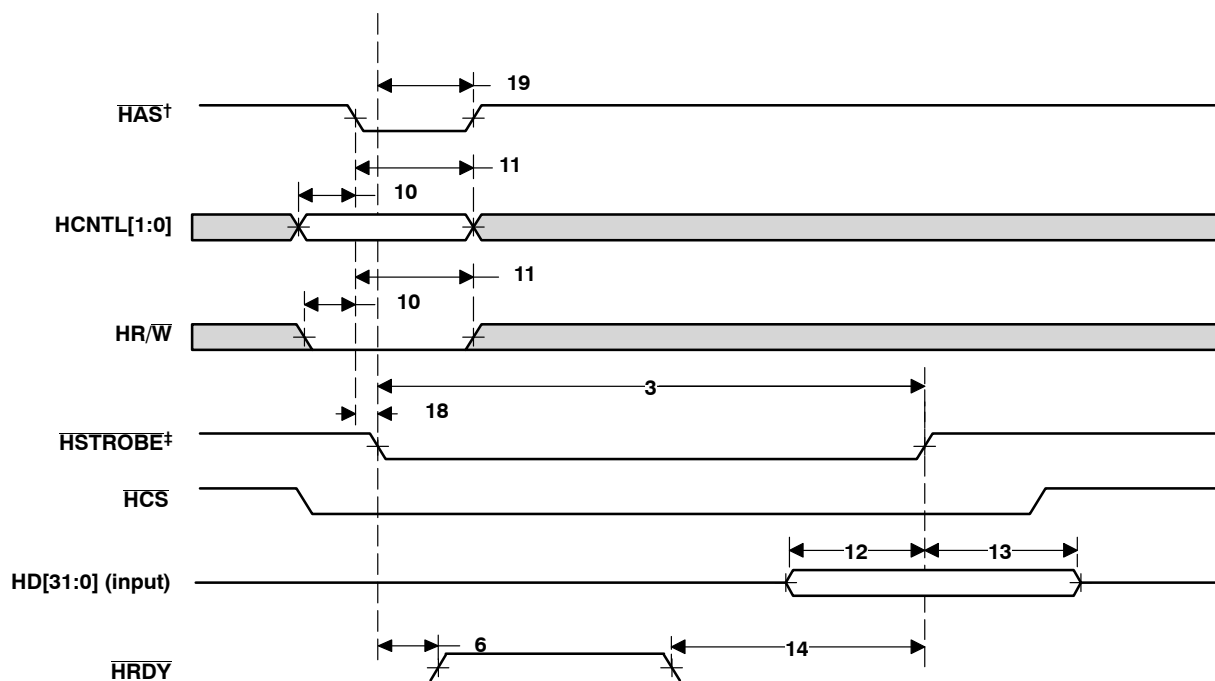 19
HAS†
11
10
HCNTL[1:0]
11
10
HR/W
3
18
HSTROBE‡
HCS
12
13
HD[31:0] (input)
6
14
HRDY